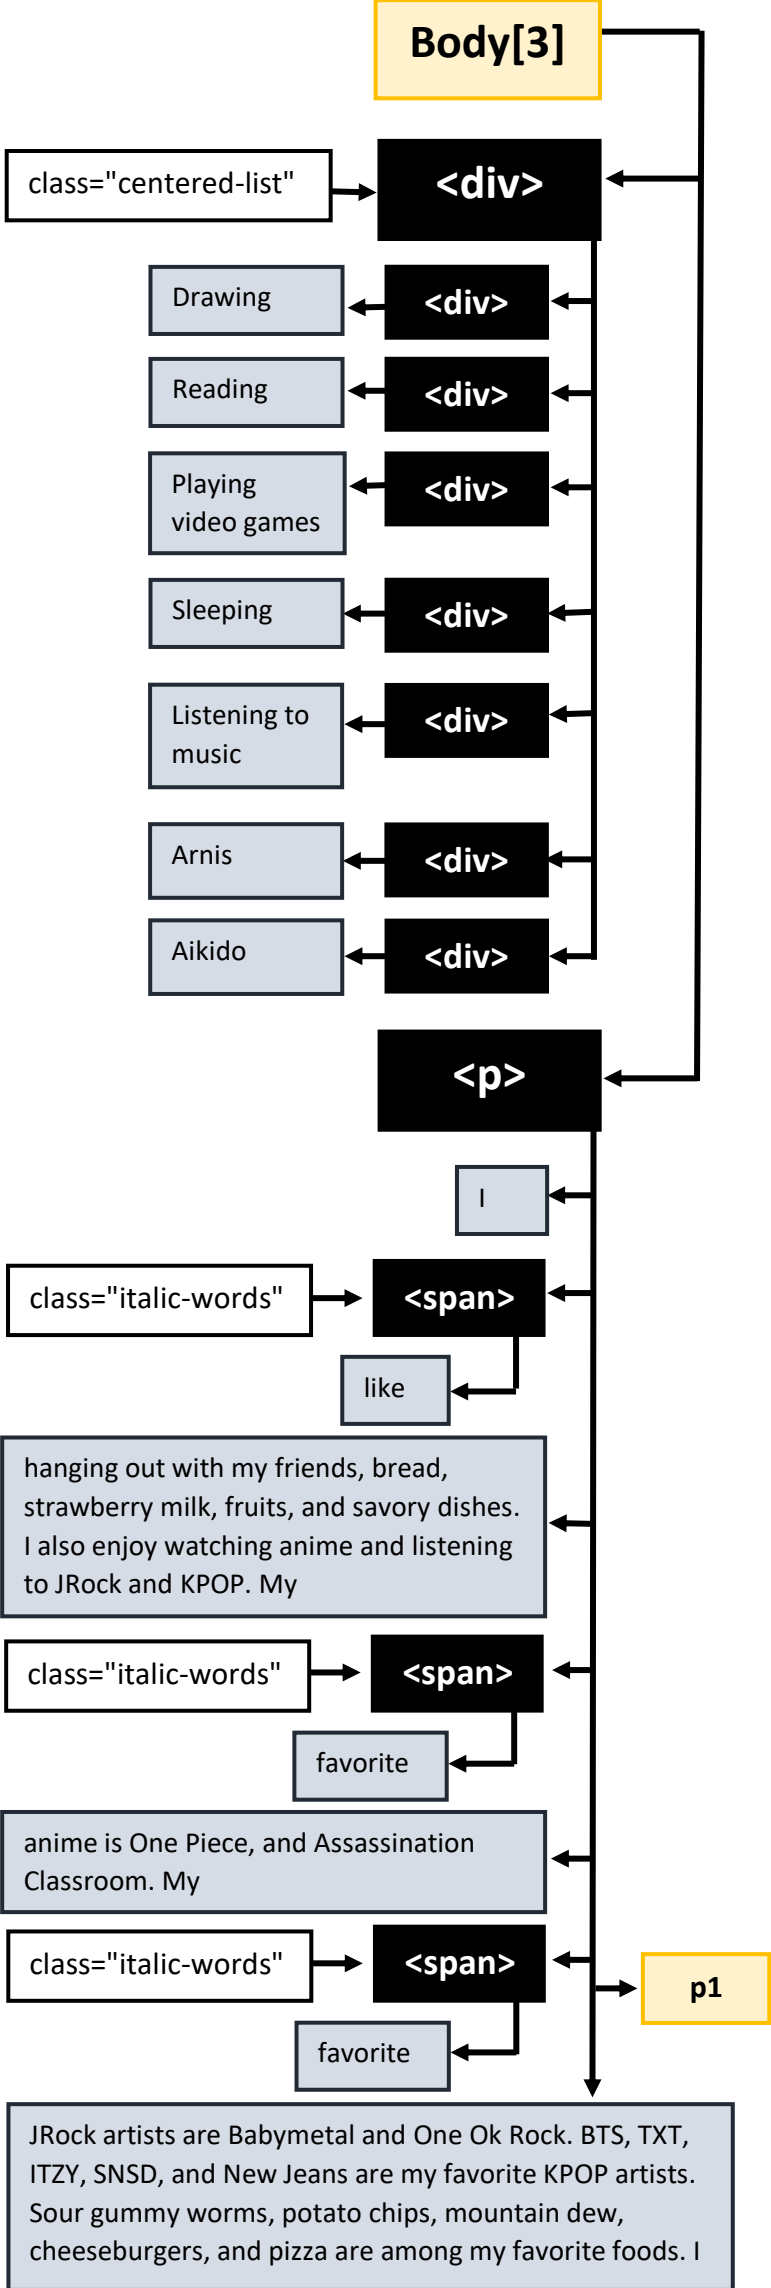 Body[3]
class="centered-list"
<div>
Drawing
<div>
Reading
<div>
Playing
video games
<div>
Sleeping
<div>
Listening to
music
<div>
Arnis
<div>
Aikido
<div>
<p>
I
class="italic-words"
<span>
like
hanging out with my friends, bread,
strawberry milk, fruits, and savory dishes.
I also enjoy watching anime and listening
to JRock and KPOP. My
class="italic-words"
<span>
favorite
anime is One Piece, and Assassination
Classroom. My
class="italic-words"
<span>
p1
favorite
JRock artists are Babymetal and One Ok Rock. BTS, TXT,
ITZY, SNSD, and New Jeans are my favorite KPOP artists.
Sour gummy worms, potato chips, mountain dew,
cheeseburgers, and pizza are among my favorite foods. I